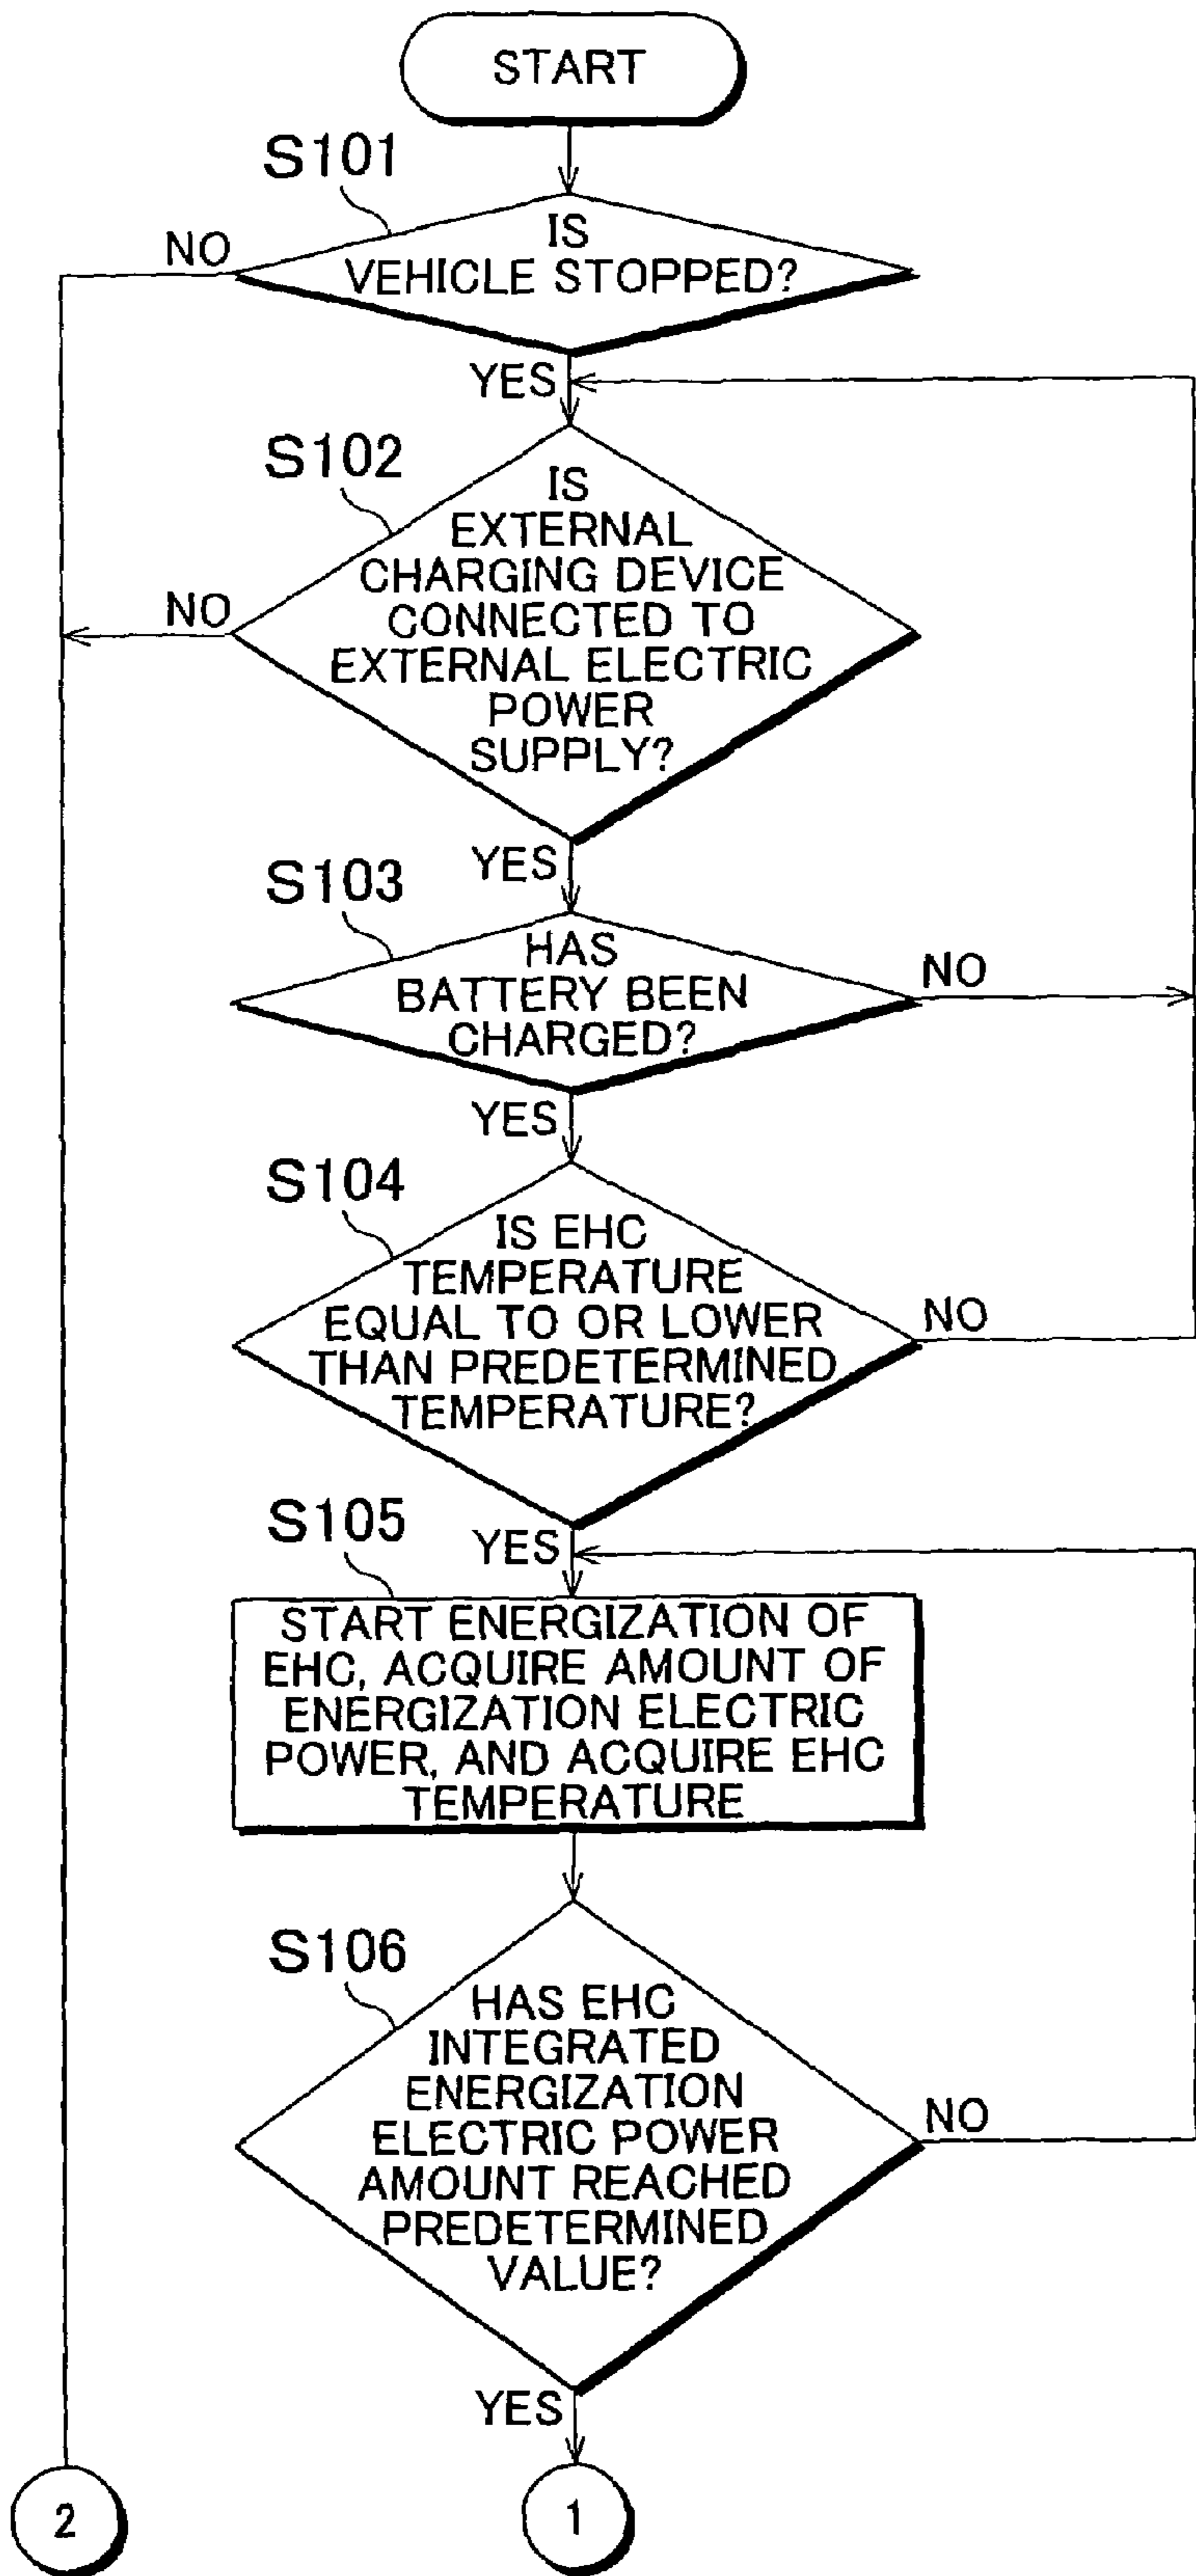 START
S101
NO
IS
VEHICLE STOPPED?
YES
S102
IS
EXTERNAL
CHARGING DEVICE
CONNECTED TO
EXTERNAL ELECTRIC
POWER
SUPPLY?
NO
YES
S103
HAS
BATTERY BEEN
CHARGED?
NO
YES
S104
IS EHC
TEMPERATURE
EQUAL TO OR LOWER
THAN PREDETERMINED
TEMPERATURE?
NO
YES
S105
START ENERGIZATION OF
EHC, ACQUIRE AMOUNT OF
ENERGIZATION ELECTRIC
POWER, AND ACQUIRE EHC
TEMPERATURE
S106
HAS EHC
INTEGRATED
ENERGIZATION
ELECTRIC POWER
AMOUNT REACHED
PREDETERMINED
VALUE?
NO
YES
2
1